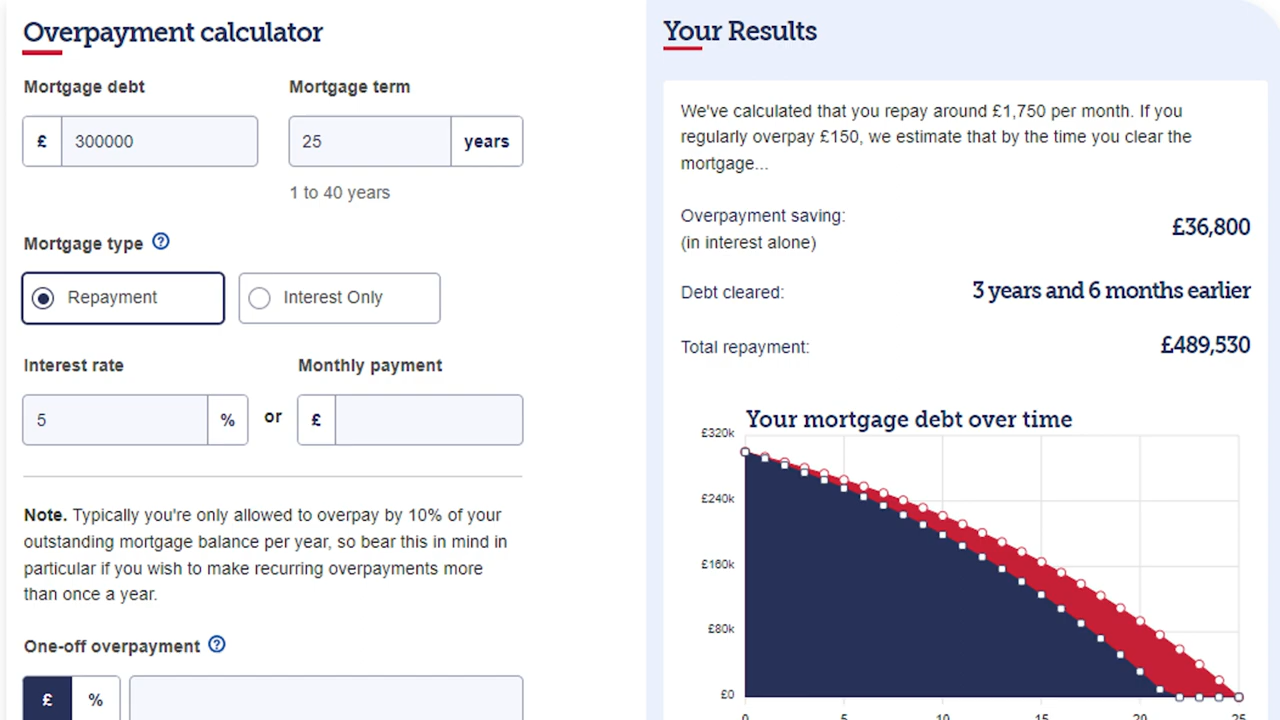 Overpayment calculator
Mortgage debt
Mortgage term
£ 300000
25 years
1 to 40 years
Mortgage type ?
Repayment
Interest Only
Interest rate
Monthly payment
5 %
or
£
Note. Typically you're only allowed to overpay by 10% of your
outstanding mortgage balance per year, so bear this in mind in
particular if you wish to make recurring overpayments more
than once a year.
One-off overpayment ?
£ %
Your Results
We've calculated that you repay around £1,750 per month. If you
regularly overpay £150, we estimate that by the time you clear the
mortgage...
Overpayment saving:
(in interest alone)
£36,800
Debt cleared:
3 years and 6 months earlier
Total repayment:
£489,530
Your mortgage debt over time
£320k
£240k
£160k
£80k
£0
0 5 10 15 20 25